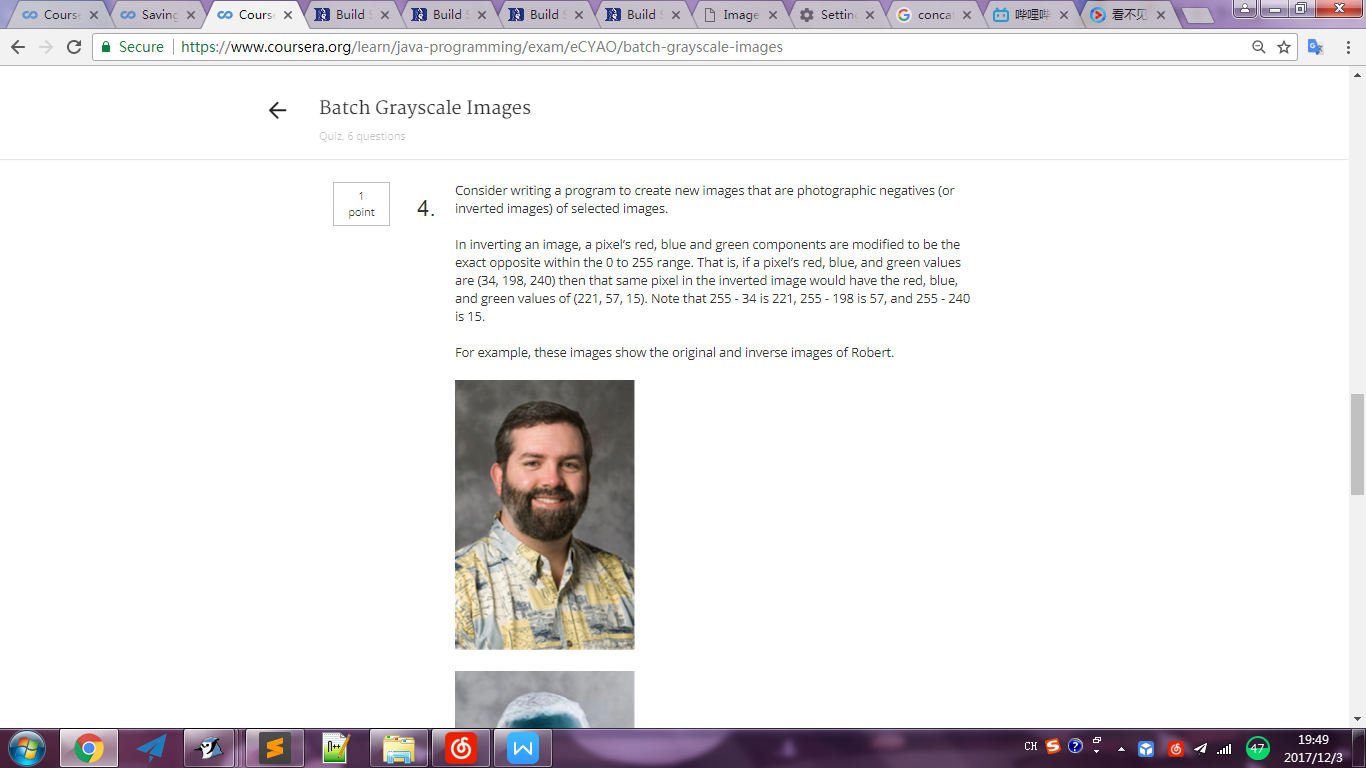 Course
Saving
Course
Build S
Build S
Build S
Build S
Image
Settin
conca
哔哩哔
看不见
Secure
https://www.coursera.org/learn/java-programming/exam/eCYAO/batch-grayscale-images
Batch Grayscale Images
Quiz, 6 questions
1
point
4.
Consider writing a program to create new images that are photographic negatives (or
inverted images) of selected images.
In inverting an image, a pixel’s red, blue and green components are modified to be the
exact opposite within the 0 to 255 range. That is, if a pixel’s red, blue, and green values
are (34, 198, 240) then that same pixel in the inverted image would have the red, blue,
and green values of (221, 57, 15). Note that 255 - 34 is 221, 255 - 198 is 57, and 255 - 240
is 15.
For example, these images show the original and inverse images of Robert.
CH
47
19:49
2017/12/3